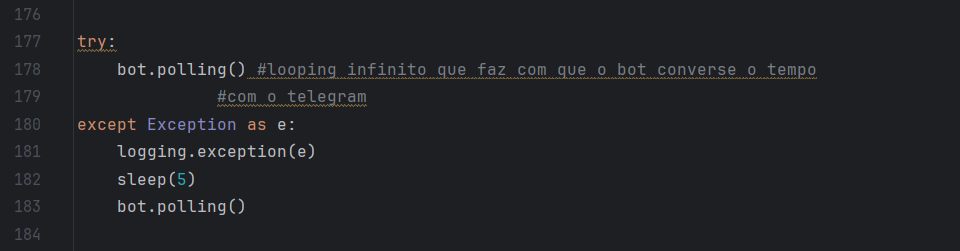 176
177 try:
178 bot.polling() #looping infinito que faz com que o bot converse o tempo
179 #com o telegram
180 except Exception as e:
181 logging.exception(e)
182 sleep(5)
183 bot.polling()
184